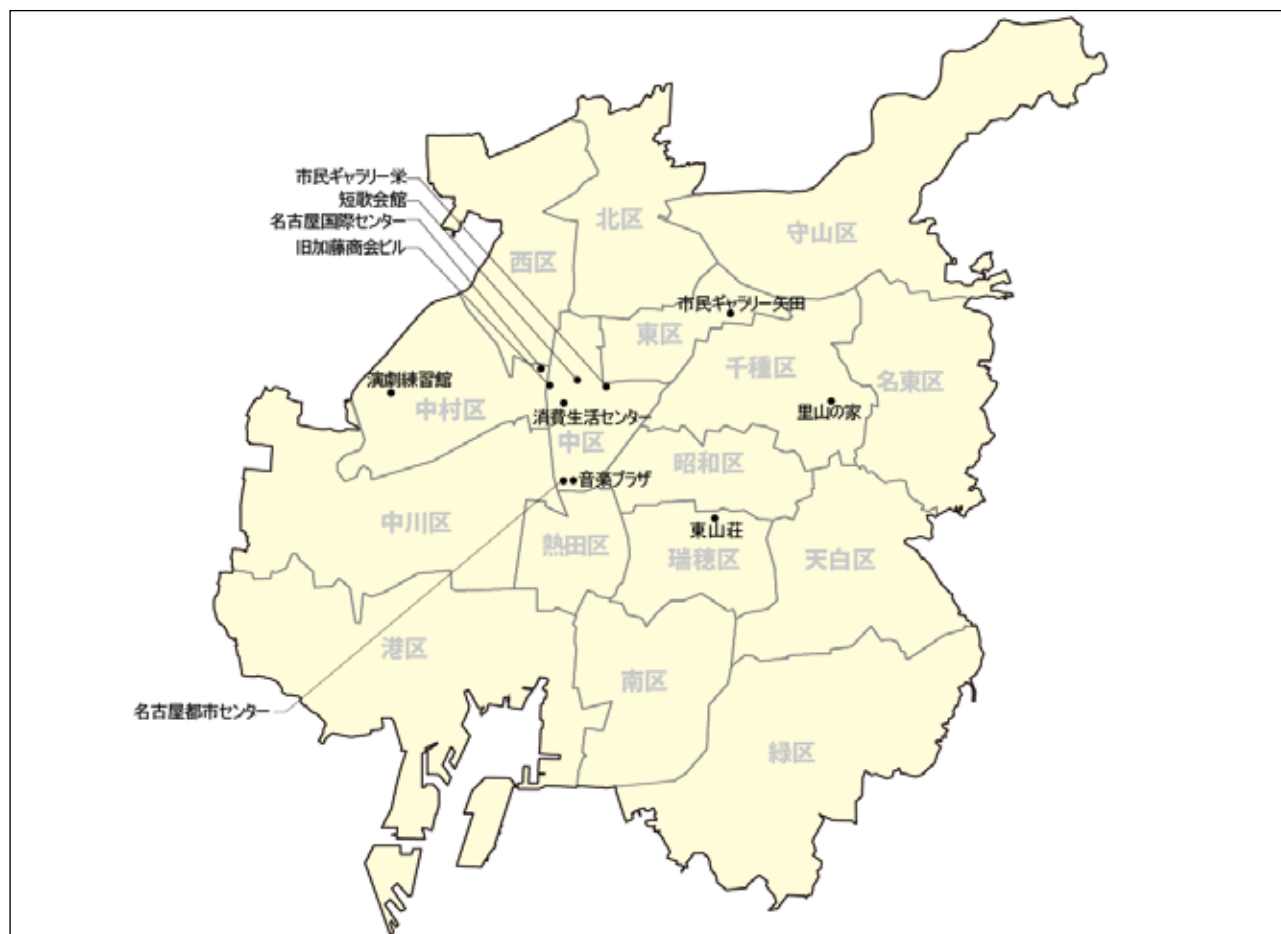 市民ギャラリー栄
短歌会館
名古屋国際センター
旧加藤商会ビル
北区
守山区
西区
市民ギャラリー矢田
東区
千種区
名東区
演劇練習館
中村区
里山の家
消費生活センター
中区
昭和区
音楽プラザ
中川区
熱田区
東山荘
瑞穂区
天白区
港区
南区
名古屋都市センター
緑区